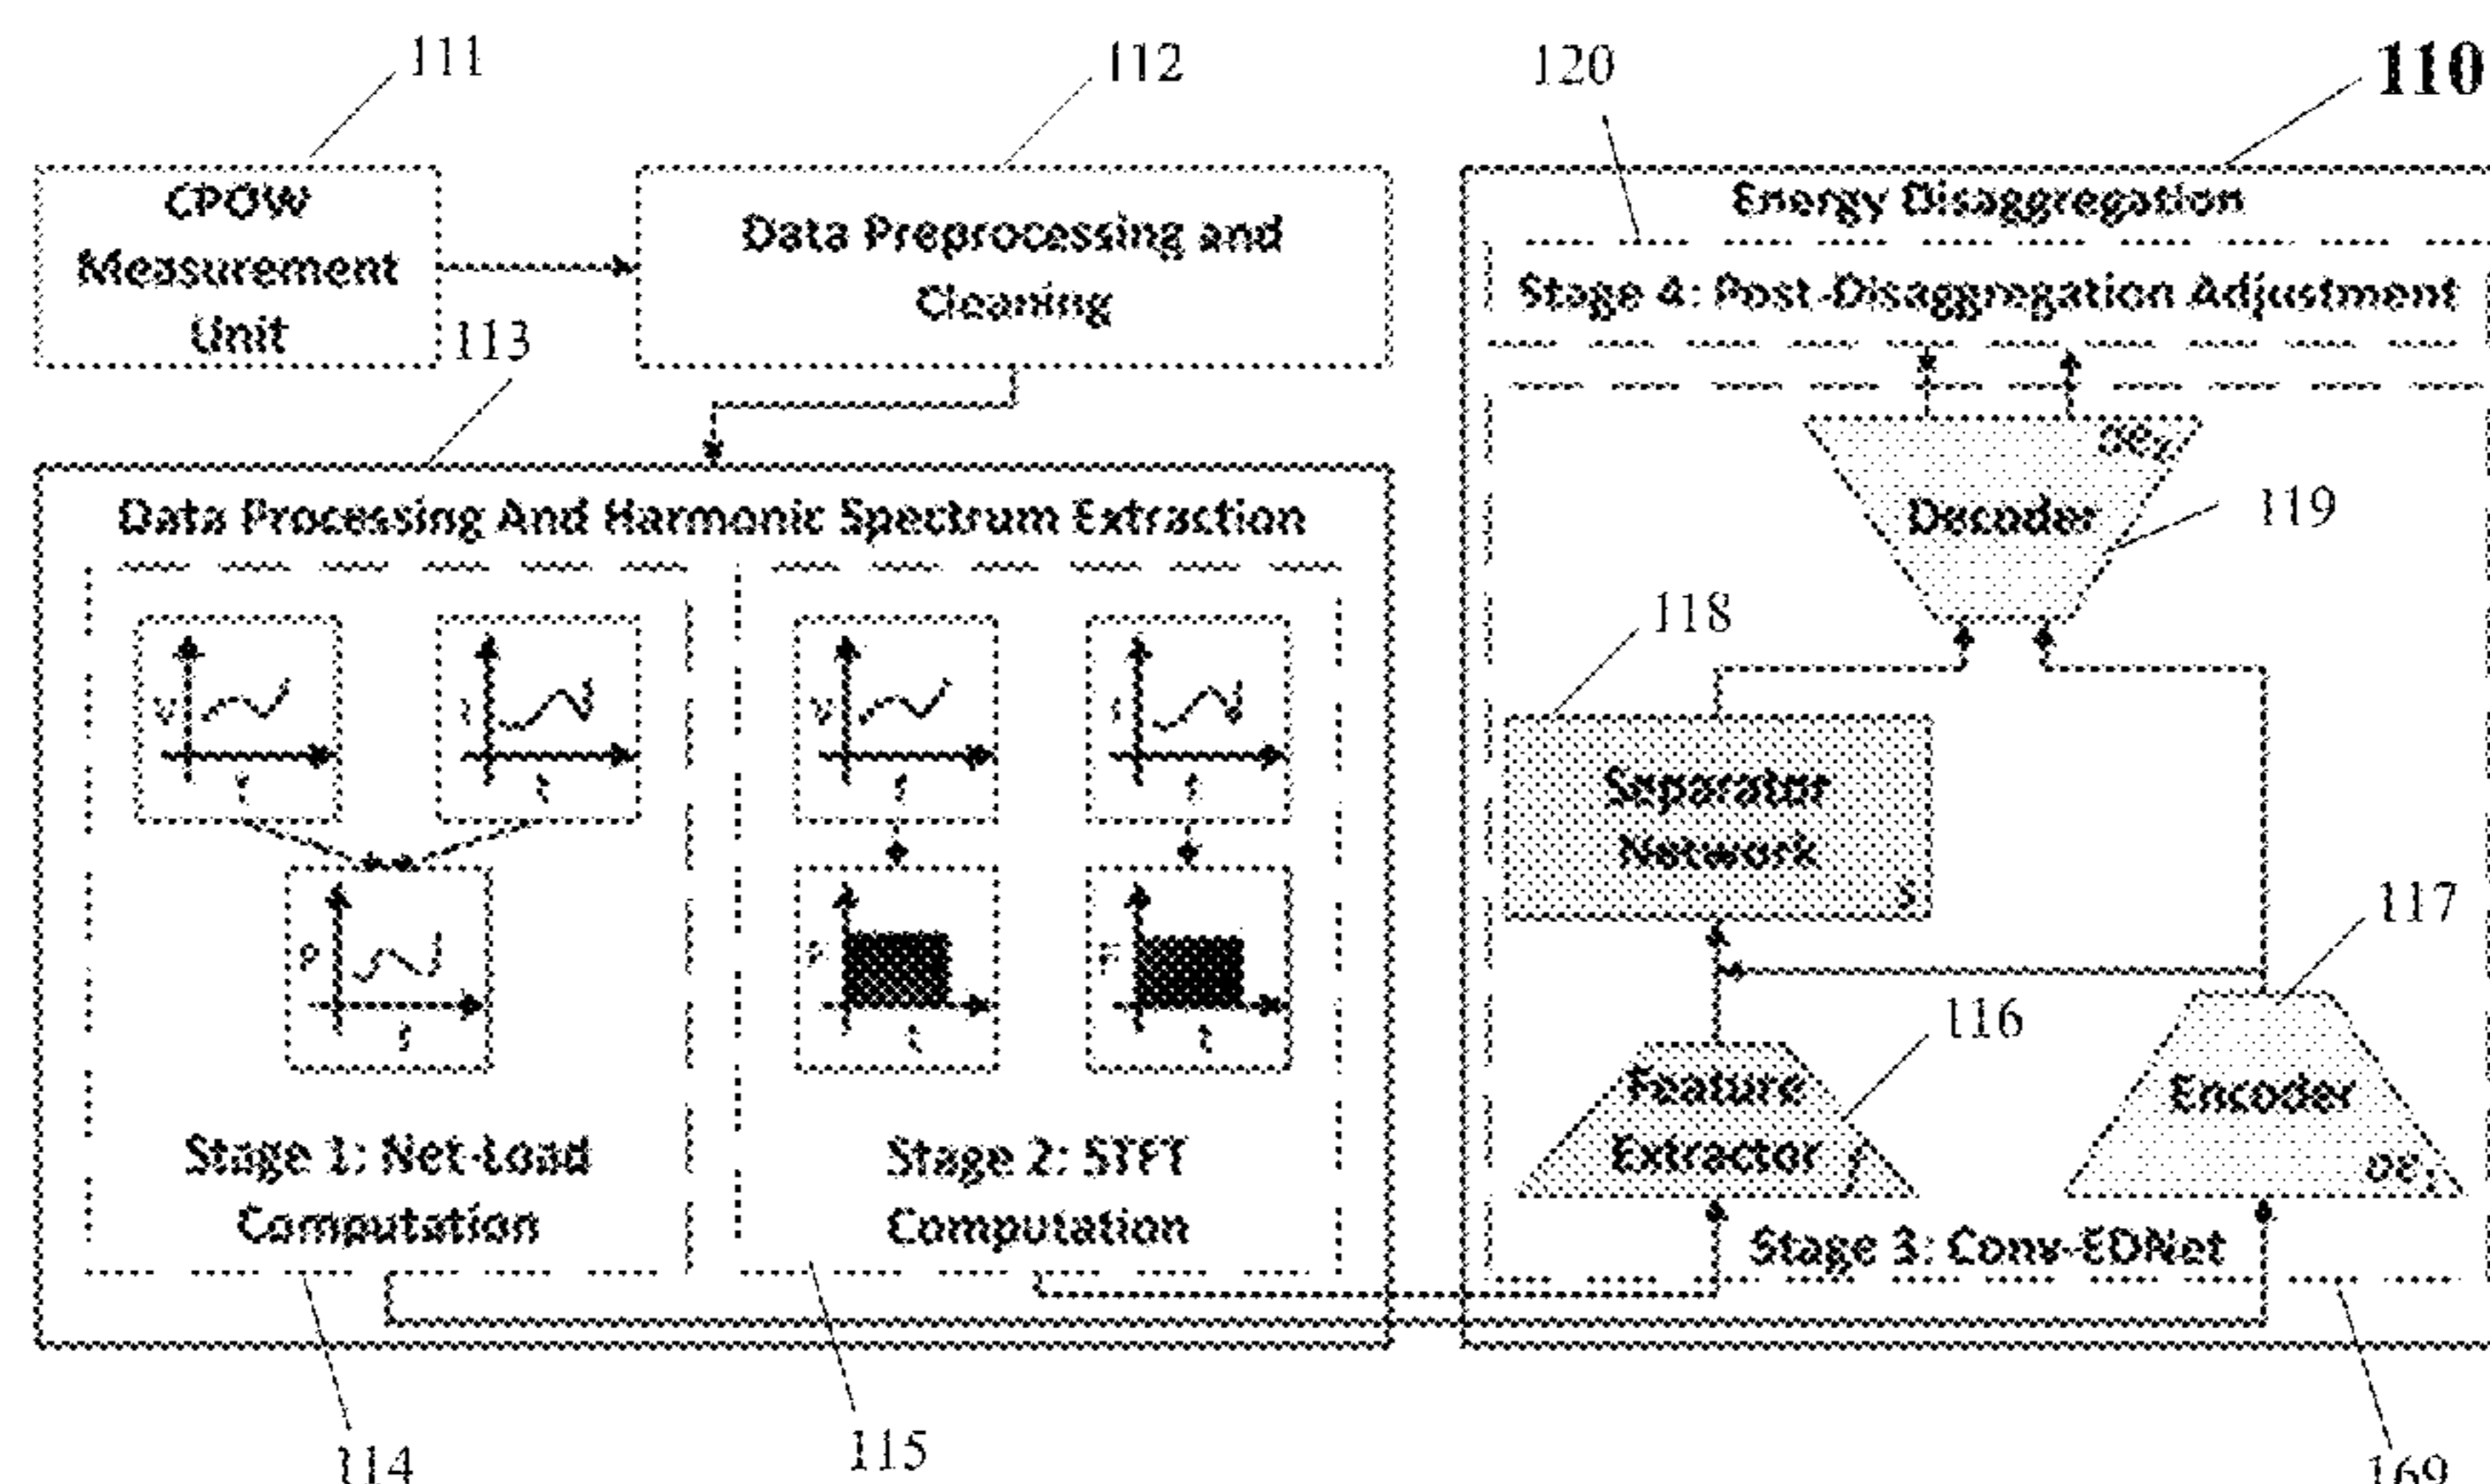 111
112
120
110
CPOW
Measurement
Unit
Data Preprocessing and
Cleaning
Energy Disaggregation
Stage 4: Post-Disaggregation Adjustment
113
Data Processing And Harmonic Spectrum Extraction
Decoder
119
118
V
t
I
t
V
t
I
t
Separator
Network
S
117
P
t
F
t
F
t
116
Feature
Extractor
f
Encoder
Stage 1: Net-Load
Computation
Stage 2: STFT
Computation
Stage 3: Conv-EDNet
114
115
169